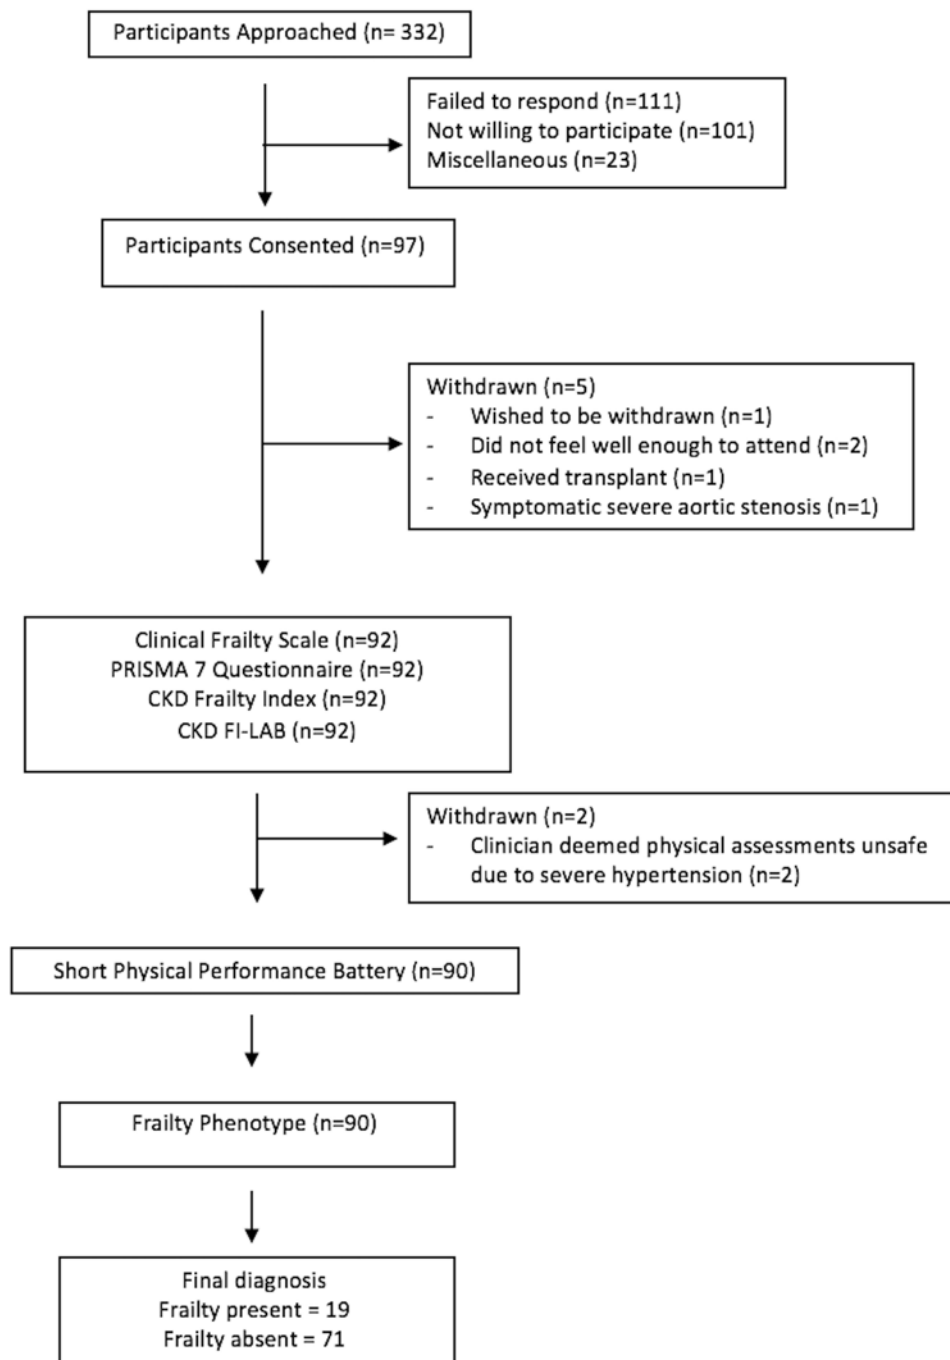 Participants Approached (n= 332)
Failed to respond (n=111)
Not willing to participate (n=101)
Miscellaneous (n=23)
Participants Consented (n=97)
Withdrawn (n=5)
- Wished to be withdrawn (n=1)
- Did not feel well enough to attend (n=2)
- Received transplant (n=1)
- Symptomatic severe aortic stenosis (n=1)
Clinical Frailty Scale (n=92)
PRISMA 7 Questionnaire (n=92)
CKD Frailty Index (n=92)
CKD FI-LAB (n=92)
Withdrawn (n=2)
- Clinician deemed physical assessments unsafe
due to severe hypertension (n=2)
Short Physical Performance Battery (n=90)
Frailty Phenotype (n=90)
Final diagnosis
Frailty present = 19
Frailty absent = 71